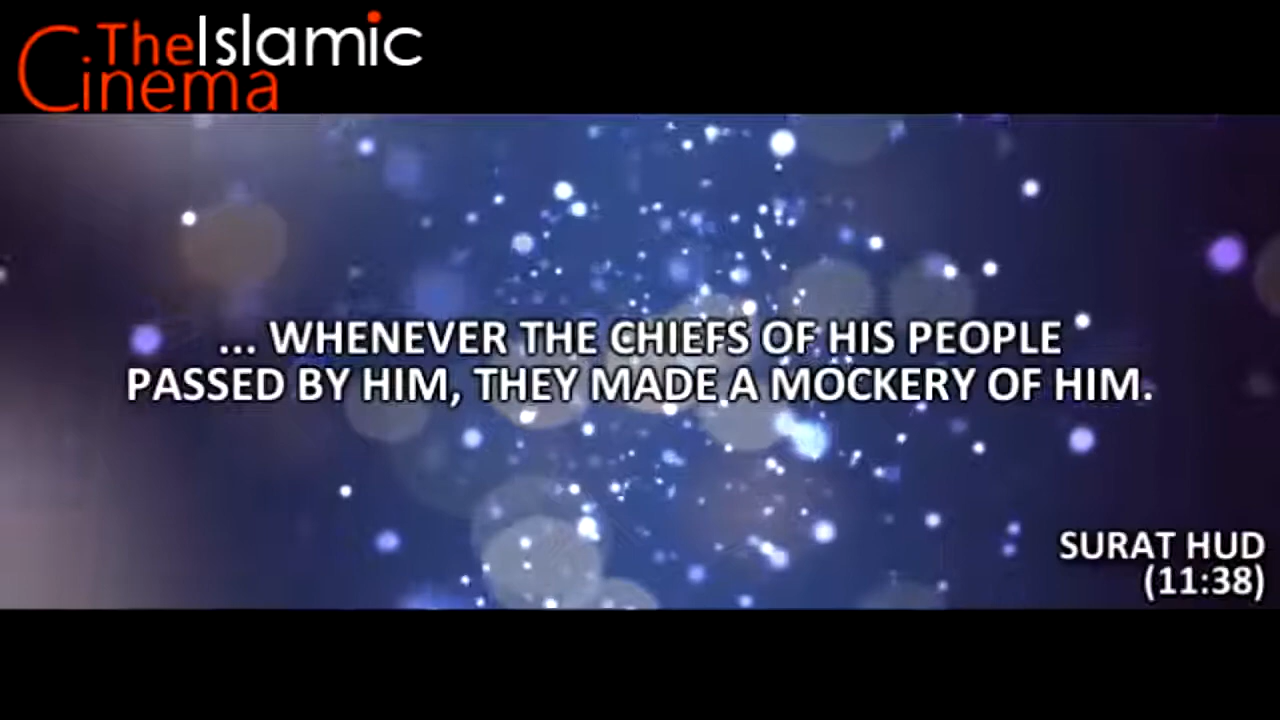 TheIslamic
Cinema
... WHENEVER THE CHIEFS OF HIS PEOPLE
PASSED BY HIM, THEY MADE A MOCKERY OF HIM.
SURAT HUD
(11:38)